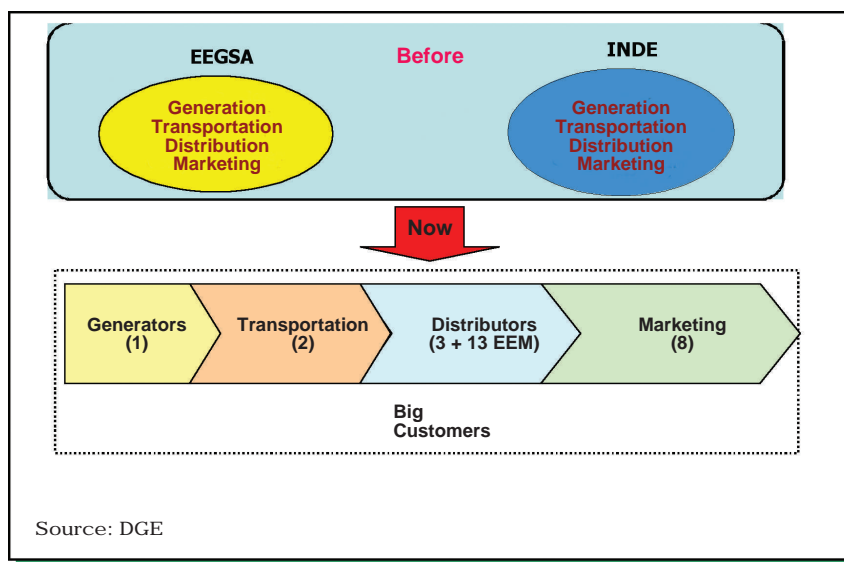 EEGSA
Before
INDE
Generation
Transportation
Distribution
Marketing
Generation
Transportation
Distribution
Marketing
Now
Generators
(1)
Transportation
(2)
Distributors
(3 + 13 EEM)
Marketing
(8)
Big
Customers
Source: DGE